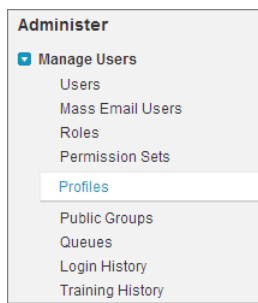 Administer
Manage Users
Users
Mass Email Users
Roles
Permission Sets
Profiles
Public Groups
Queues
Login History
Training History